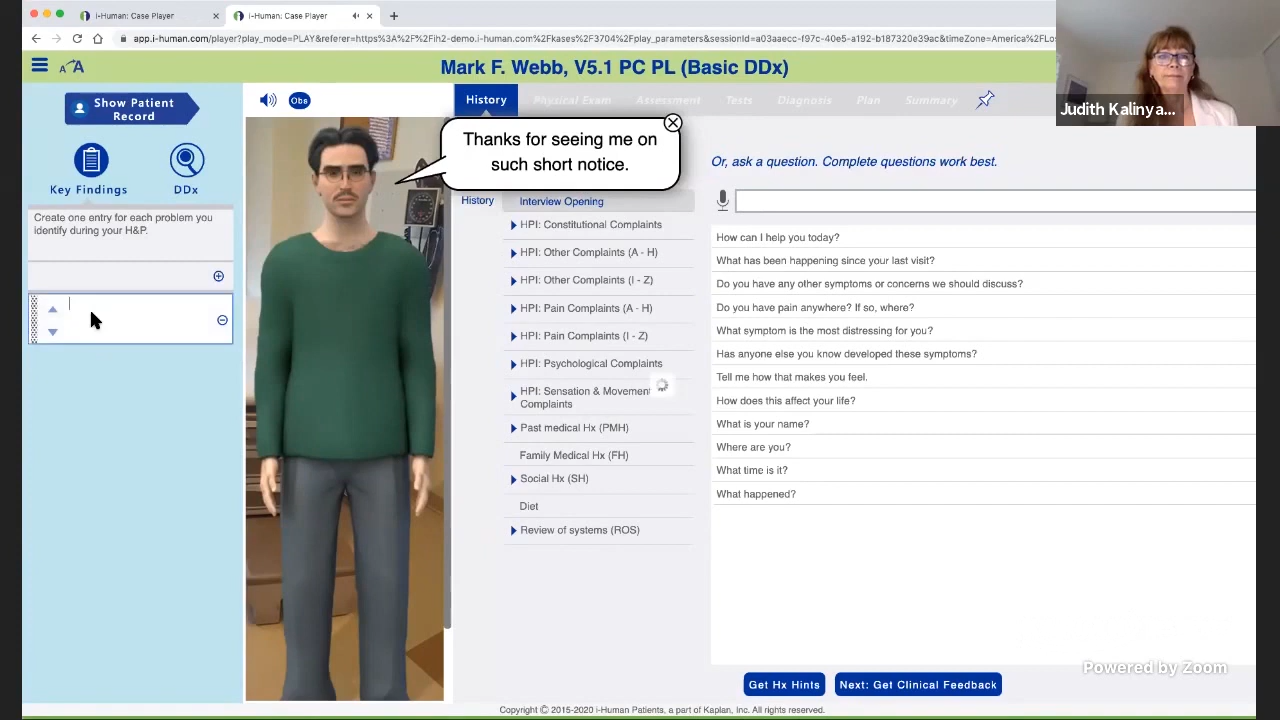 i-Human: Case Player
i-Human: Case Player
app.i-human.com/player?play_mode=PLAY&referer=https%3A%2F%2Fih2-demo.i-human.com%2Fkases%2F3704%2Fplay_parameters&sessionId=a03aaecc-f97c-40e5-a192-b187320e39ac&timeZone=America%2FLos
AA
Mark F. Webb, V5.1 PC PL (Basic DDx)
Judith Kalinya...
Show Patient
Record
Obs
History
Physical Exam
Assessment
Tests
Diagnosis
Plan
Summary
Thanks for seeing me on
such short notice.
Or, ask a question. Complete questions work best.
Key Findings
DDx
Create one entry for each problem you
identify during your H&P.
History
Interview Opening
HPI: Constitutional Complaints
HPI: Other Complaints (A - H)
HPI: Other Complaints (I - Z)
HPI: Pain Complaints (A - H)
HPI: Pain Complaints (I - Z)
HPI: Psychological Complaints
HPI: Sensation & Movement
Complaints
Past medical Hx (PMH)
Family Medical Hx (FH)
Social Hx (SH)
Diet
Review of systems (ROS)
How can I help you today?
What has been happening since your last visit?
Do you have any other symptoms or concerns we should discuss?
Do you have pain anywhere? If so, where?
What symptom is the most distressing for you?
Has anyone else you know developed these symptoms?
Tell me how that makes you feel.
How does this affect your life?
What is your name?
Where are you?
What time is it?
What happened?
Powered by Zoom
Get Hx Hints
Next: Get Clinical Feedback
Copyright © 2015-2020 i-Human Patients, a part of Kaplan, Inc. All rights reserved.